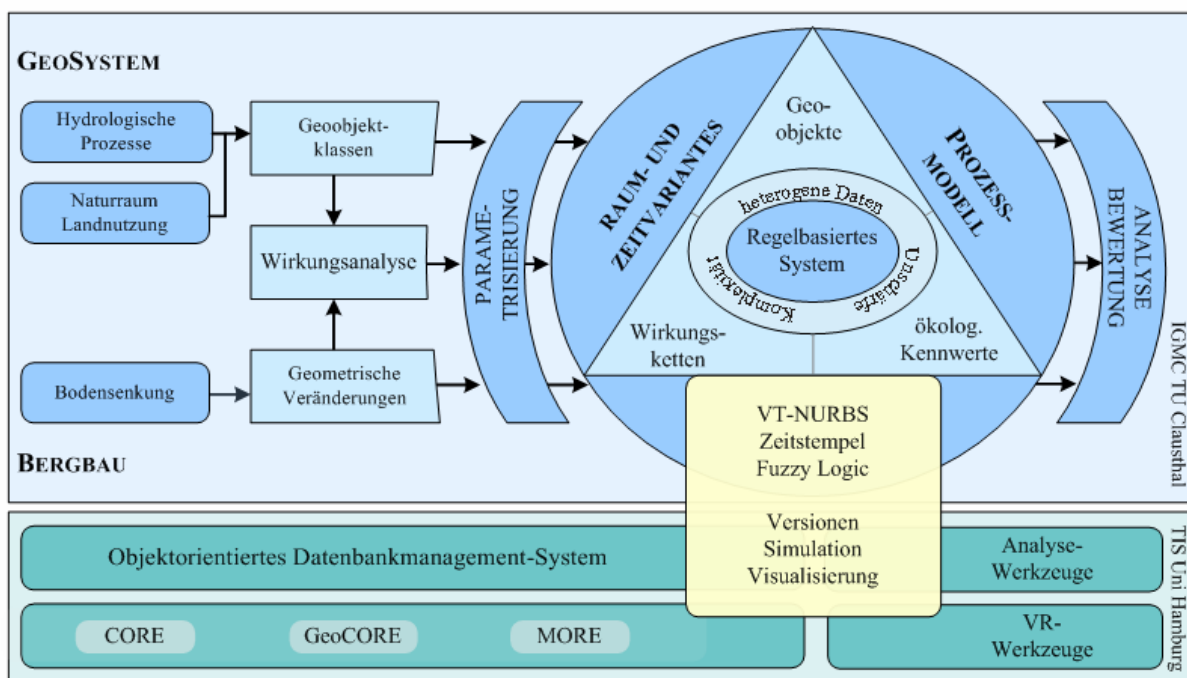 GEOSYSTEM
Hydrologische
Prozesse
Naturraum
Landnutzung
Bodensenkung
BERGBAU
Geoobjekt-
klassen
Wirkungsanalyse
Geometrische
Veränderungen
PARAME-
TRISIERUNG
RAUM- UND
ZEITVARIANTES
PROZESS-
MODELL
Geo-
objekte
heterogene Daten
Unschärfe
Komplexität
Regelbasiertes
System
Wirkungs-
ketten
ökolog.
Kennwerte
ANALYSE
BEWERTUNG
IGMC TU Clausthal
VT-NURBS
Zeitstempel
Fuzzy Logic
Versionen
Simulation
Visualisierung
Objektorientiertes Datenbankmanagement-System
Analyse-
Werkzeuge
CORE
GeoCORE
MORE
VR-
Werkzeuge
TIS Uni Hamburg